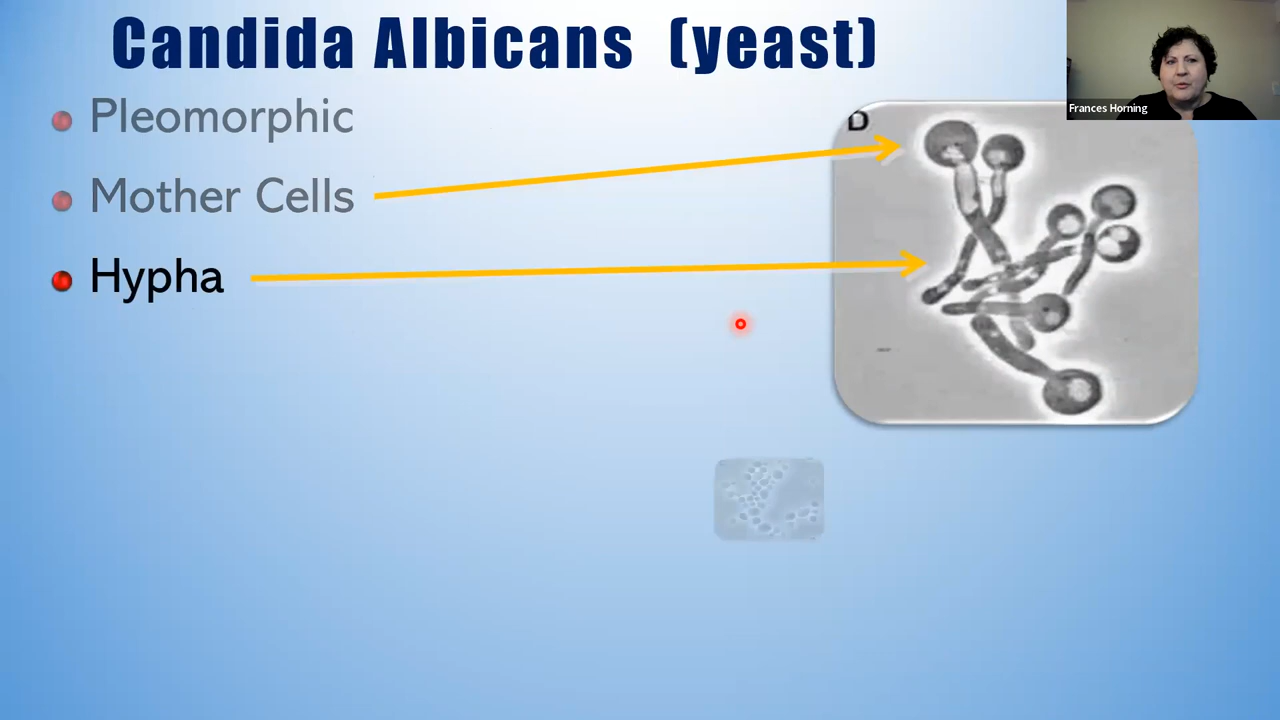 Candida Albicans (yeast)
Frances Horning
Pleomorphic
D
Mother Cells
Hypha